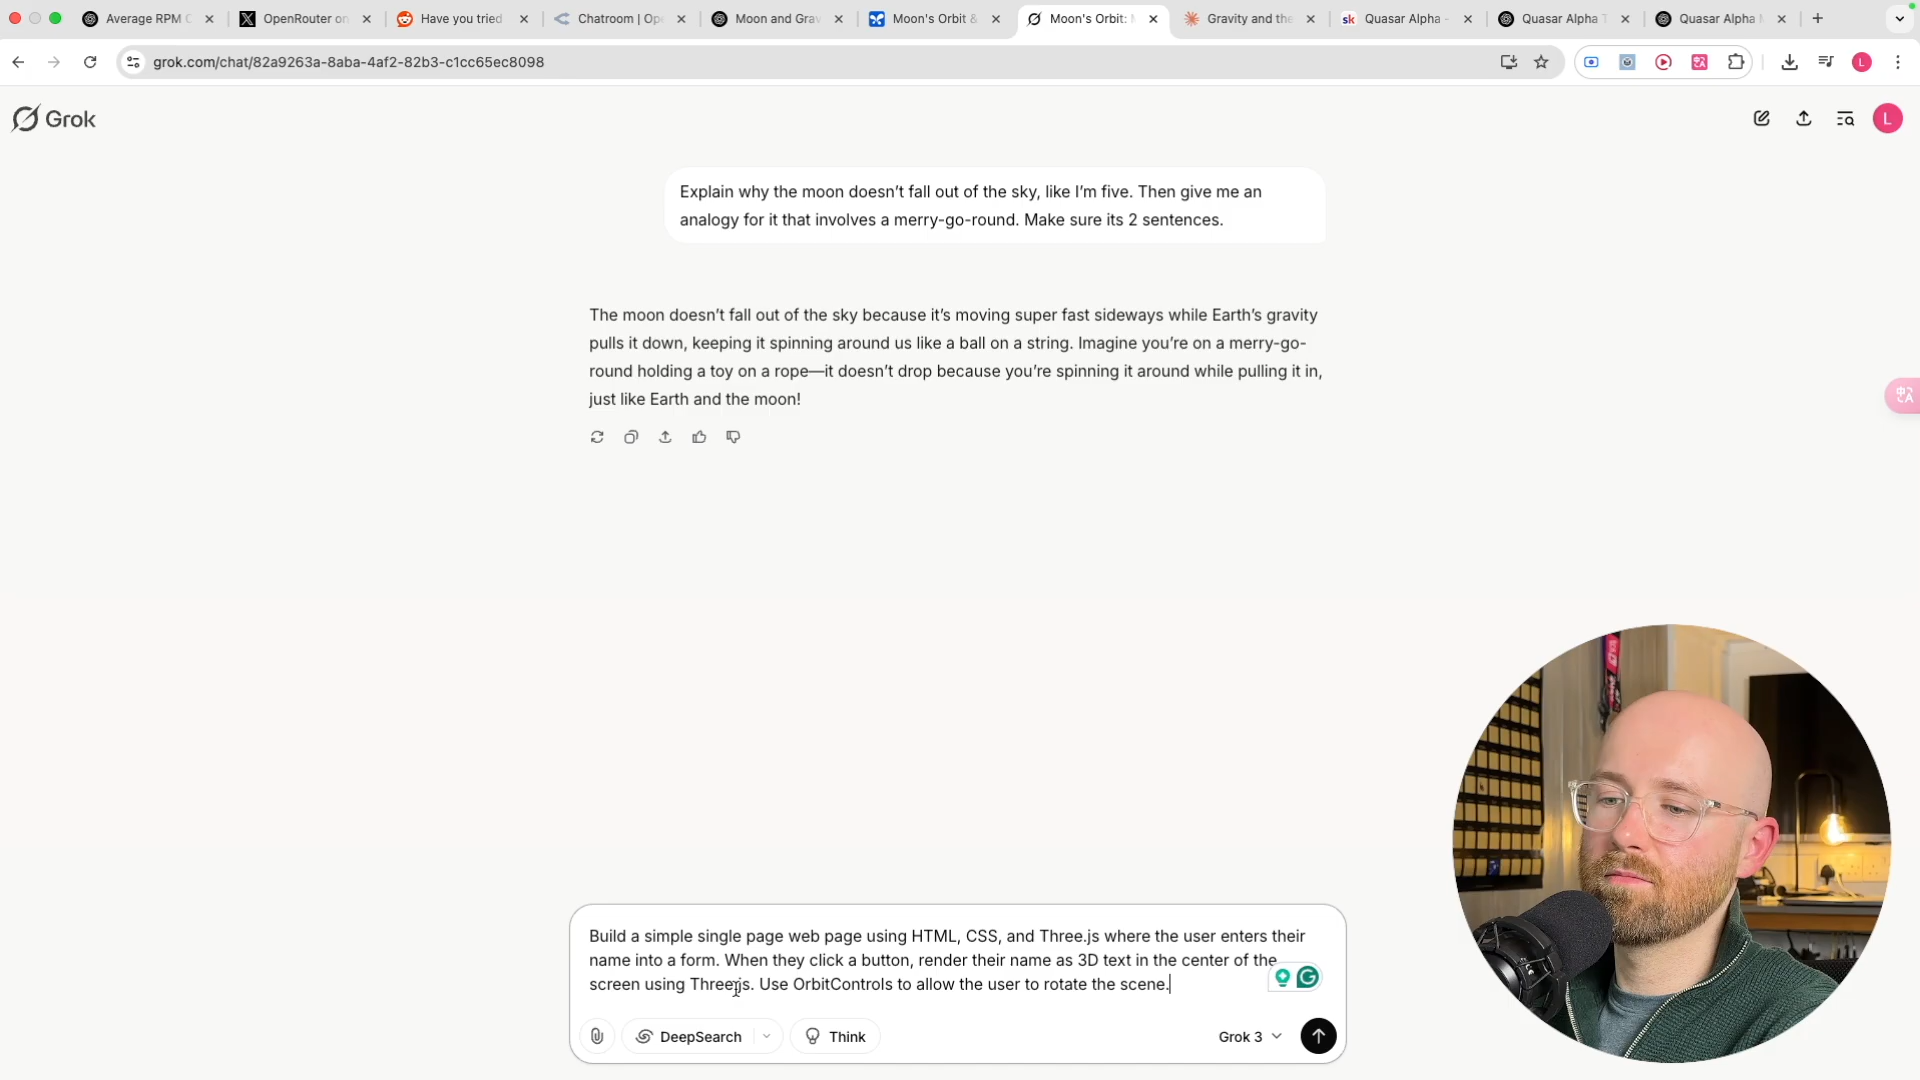 Average RPM C
OpenRouter on
Have you tried
Chatroom | Ope
Moon and Grav
Moon's Orbit &
Moon's Orbit: M
Gravity and the
sk
Quasar Alpha -
Quasar Alpha T
Quasar Alpha M
grok.com/chat/82a9263a-8aba-4af2-82b3-c1cc65ec8098
L
Grok
L
Explain why the moon doesn't fall out of the sky, like I'm five. Then give me an
analogy for it that involves a merry-go-round. Make sure its 2 sentences.
The moon doesn't fall out of the sky because it's moving super fast sideways while Earth's gravity
pulls it down, keeping it spinning around us like a ball on a string. Imagine you're on a merry-go-
round holding a toy on a rope—it doesn't drop because you're spinning it around while pulling it in,
just like Earth and the moon!
Build a simple single page web page using HTML, CSS, and Three.js where the user enters their
name into a form. When they click a button, render their name as 3D text in the center of the
screen using Three.js. Use OrbitControls to allow the user to rotate the scene.
DeepSearch
Think
Grok 3